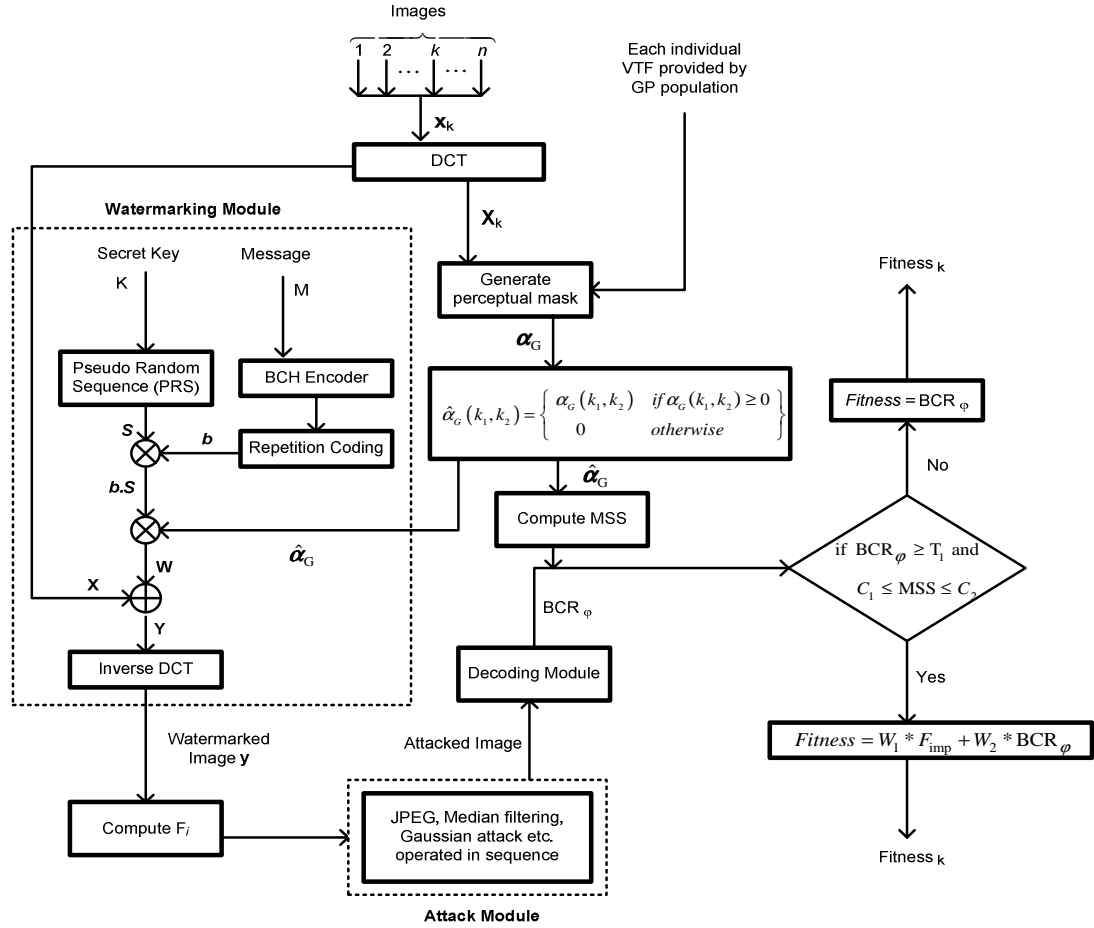 Images
1 2 ... k ... n
Each individual
VTF provided by
GP population
x_k
DCT
X_k
Watermarking Module
Secret Key
K
Message
M
Generate
perceptual mask
α_G
Fitness k
Pseudo Random
Sequence (PRS)
BCH Encoder
α̂_G(k₁,k₂) = { α_G(k₁,k₂) if α_G(k₁,k₂) ≥ 0
0 otherwise }
Fitness = BCR φ
S
b
Repetition Coding
No
b.S
α̂_G
Compute MSS
α̂_G
if BCR_φ ≥ T₁ and
C₁ ≤ MSS ≤ C₂
W
X
Y
BCR φ
Inverse DCT
Decoding Module
Yes
Watermarked
Image y
Attacked Image
Fitness = W₁ * F_imp + W₂ * BCR_φ
Compute F_i
JPEG, Median filtering,
Gaussian attack etc.
operated in sequence
Fitness k
Attack Module